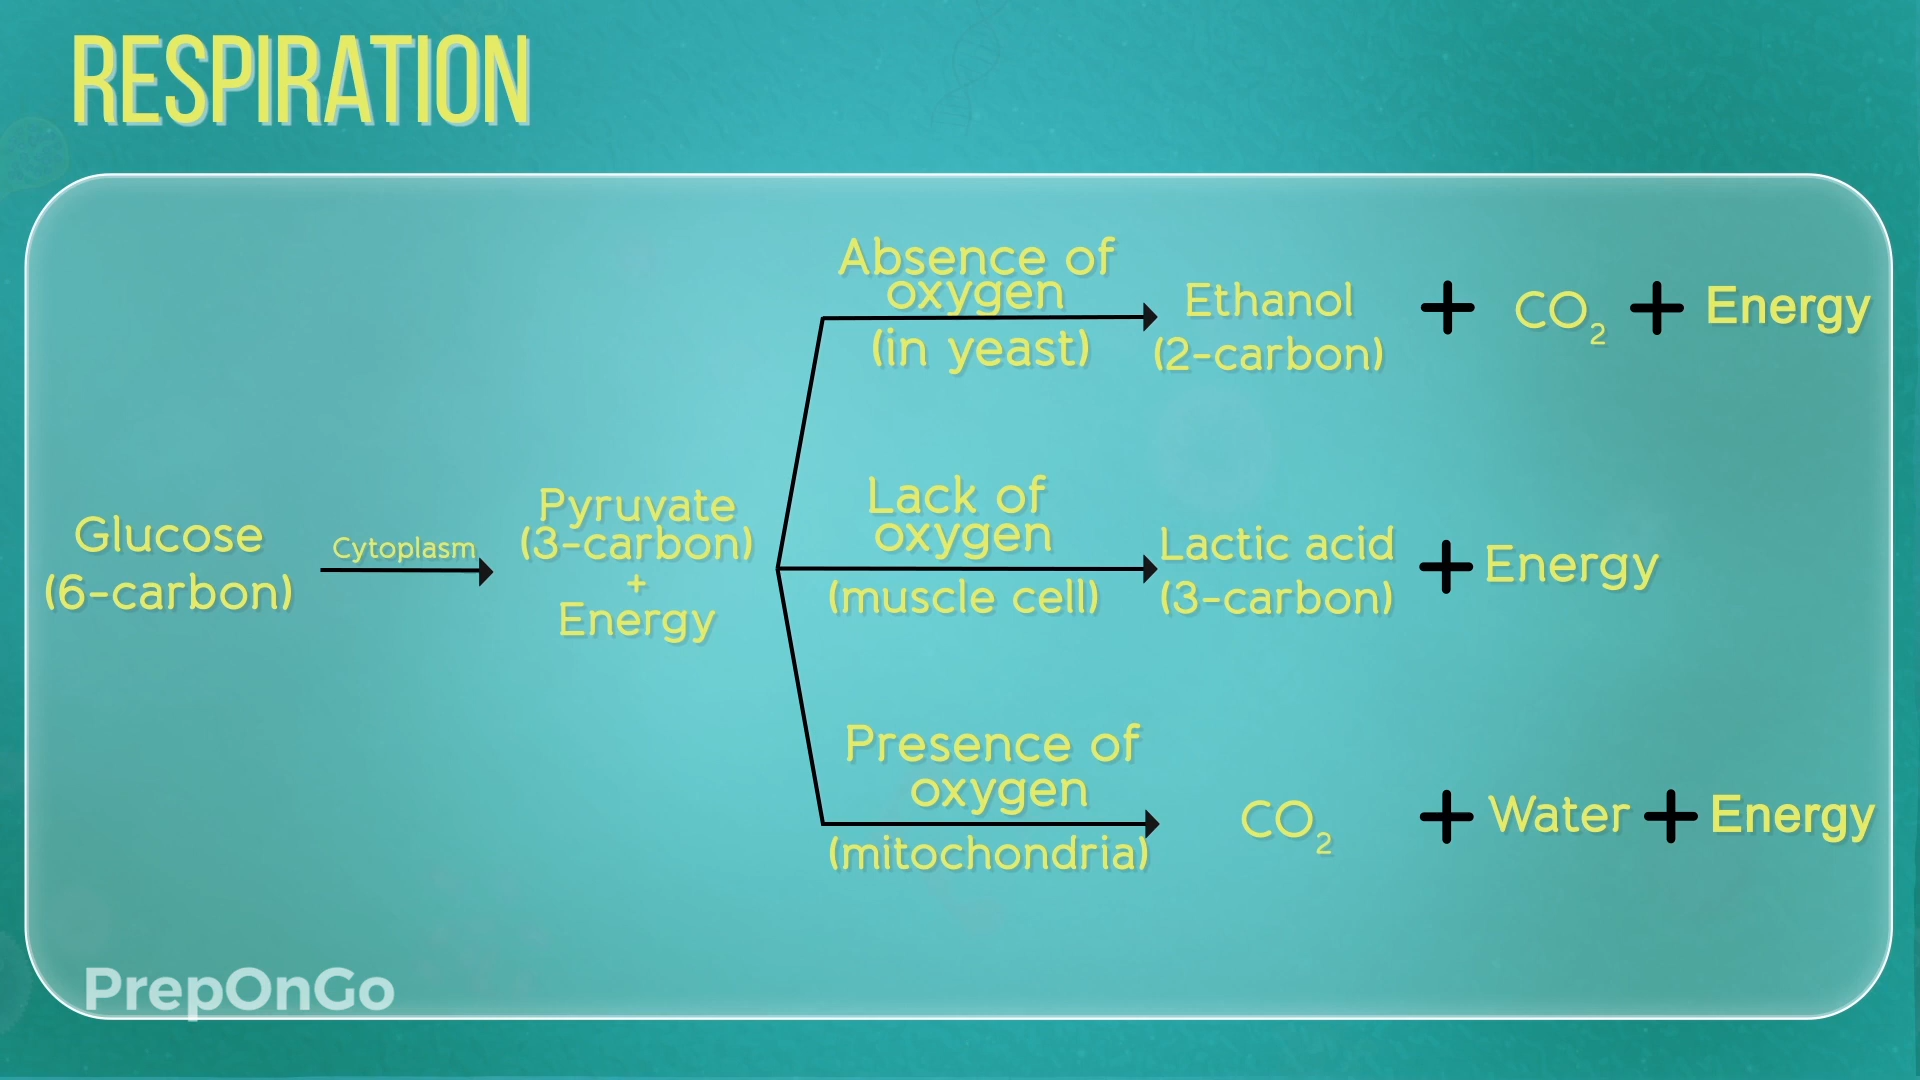 RESPIRATION
Glucose
(6-carbon)
Cytoplasm
Pyruvate
(3-carbon)
+
Energy
Absence of
oxygen
(in yeast)
Ethanol
(2-carbon)
+ CO₂ + Energy
Lack of
oxygen
(muscle cell)
Lactic acid
(3-carbon)
+ Energy
Presence of
oxygen
(mitochondria)
CO₂ + Water + Energy
PrepOnGo